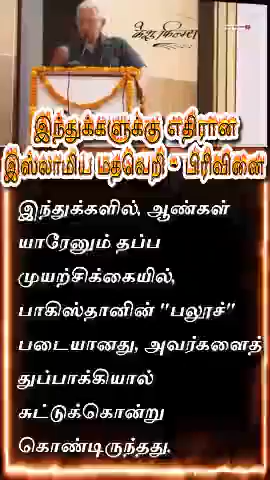 இந்துக்களுக்கு எதிரான
இஸ்லாமிய மதவெறி - பிரிவினை
இந்துக்களில், ஆண்கள்
யாரேனும் தப்ப
முயற்சிக்கையில்,
பாகிஸ்தானின் "பலூச்"
படையானது, அவர்களைத்
துப்பாக்கியால்
சுட்டுக்கொன்று
கொண்டிருந்தது.